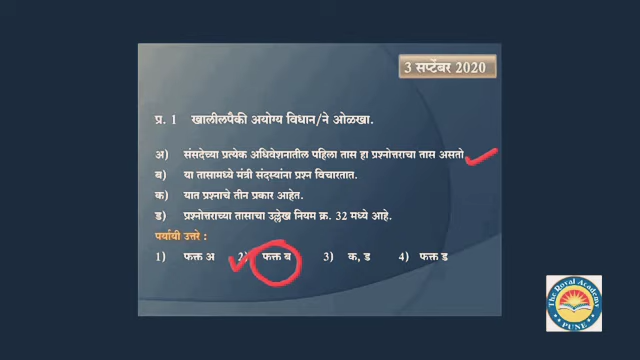 3 सप्टेंबर 2020
प्र. 1 खालीलपैकी अयोग्य विधान/ने ओळखा.
अ) संसदेच्या प्रत्येक अधिवेशनातील पहिला तास हा प्रश्नोत्तराचा तास असतो
ब) या तासामध्ये मंत्री सदस्यांना प्रश्न विचारतात.
क) यात प्रश्नाचे तीन प्रकार आहेत.
ड) प्रश्नोत्तराच्या तासाचा उल्लेख नियम क्र. 32 मध्ये आहे.
पर्यायी उत्तरे :
1) फक्त अ 2) फक्त ब 3) क, ड 4) फक्त ड
The Royal Academy
PUNE